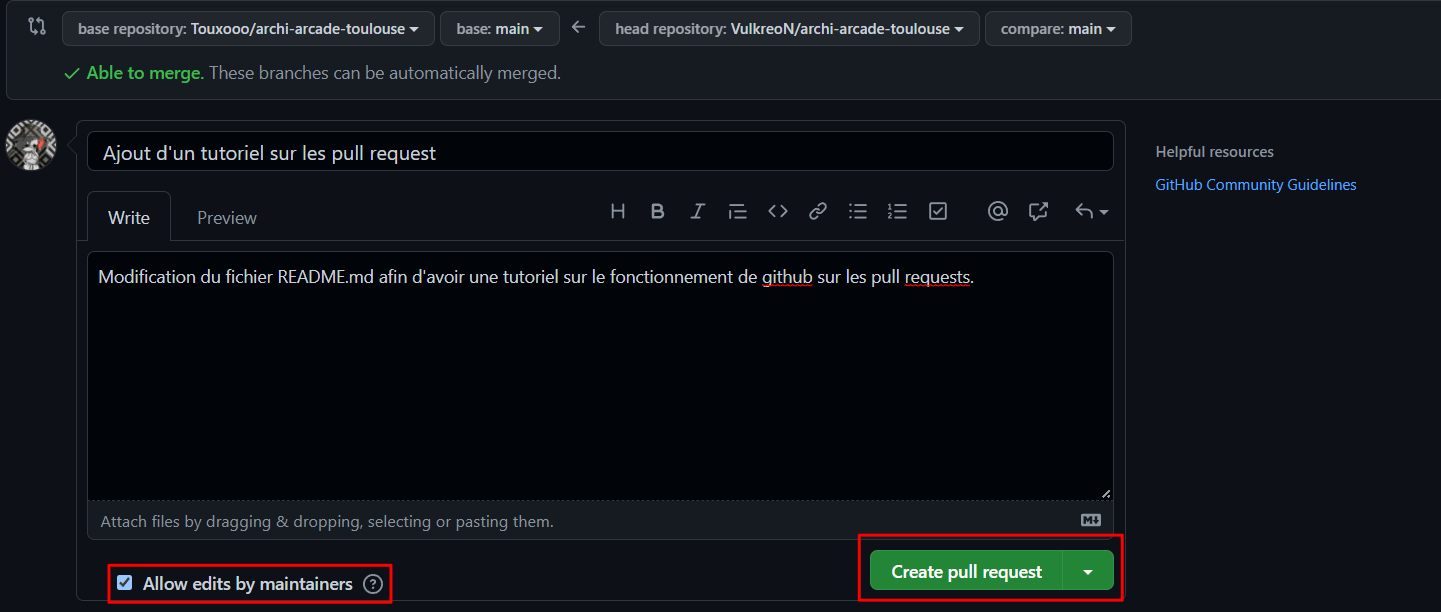 base repository: Touxooo/archi-arcade-toulouse base: main head repository: VulkreoN/archi-arcade-toulouse compare: main
Able to merge. These branches can be automatically merged.
Ajout d'un tutoriel sur les pull request
Helpful resources
GitHub Community Guidelines
Write Preview
Modification du fichier README.md afin d'avoir une tutoriel sur le fonctionnement de github sur les pull requests.
Attach files by dragging & dropping, selecting or pasting them.
Allow edits by maintainers
Create pull request